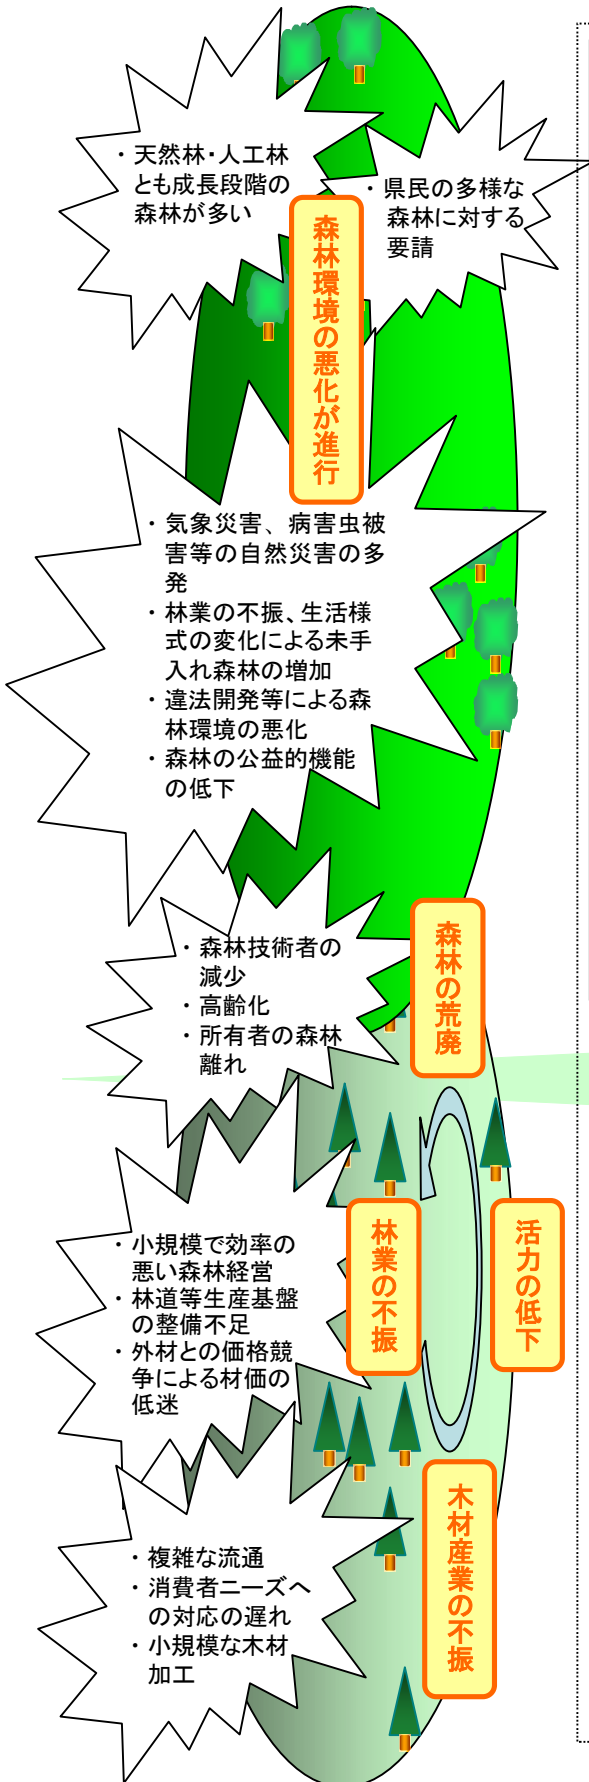 ・天然林・人工林
とも成長段階の
森林が多い
・県民の多様な
森林に対する
要請
森林環境の悪化が進行
・気象災害、病害虫被
害等の自然災害の多
発
・林業の不振、生活様
式の変化による未手
入れ森林の増加
・違法開発等による森
林環境の悪化
・森林の公益的機能
の低下
・森林技術者の
減少
・高齢化
・所有者の森林
離れ
森林の荒廃
・小規模で効率の
悪い森林経営
・林道等生産基盤
の整備不足
・外材との価格競
争による材価の
低迷
林業の不振
活力の低下
・複雑な流通
・消費者ニーズへ
の対応の遅れ
・小規模な木材
加工
木材産業の不振